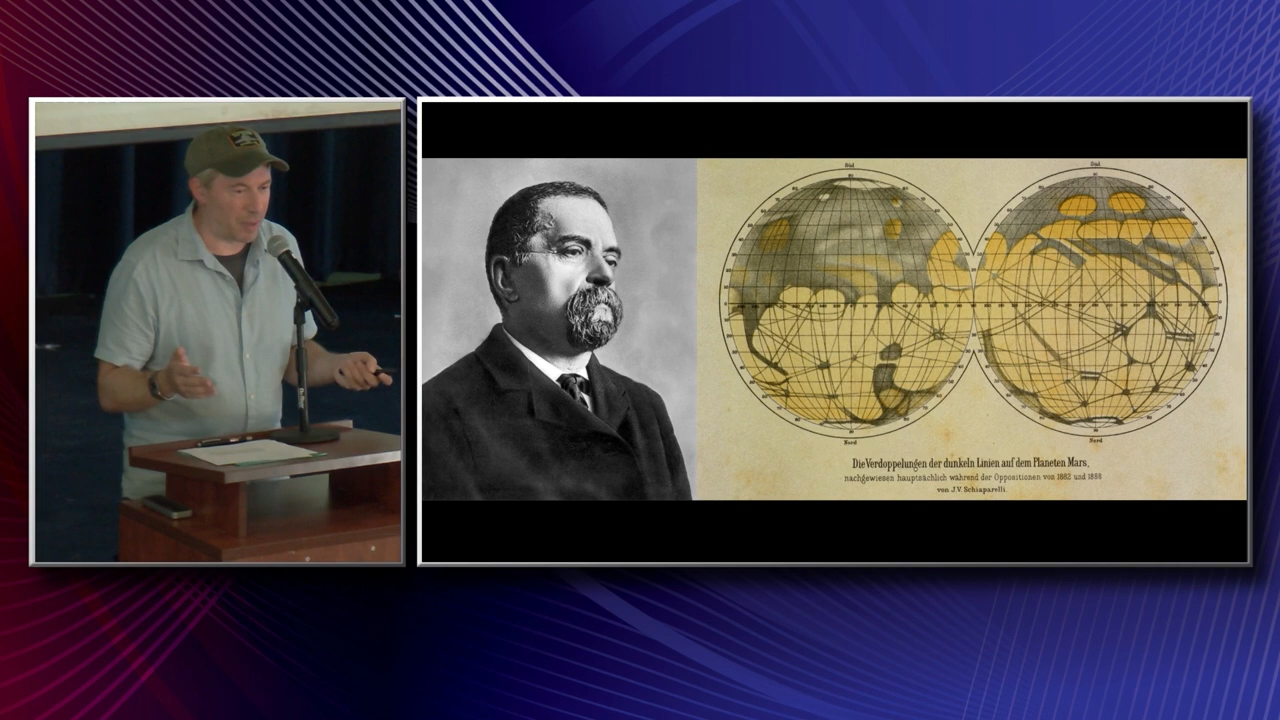 Süd
Süd
Nord
Nord
Die Verdoppelungen der dunkeln Linien auf dem Planeten Mars,
nachgewiesen hauptsächlich während der Oppositionen von 1882 und 1888
von J.V. Schiaparelli.